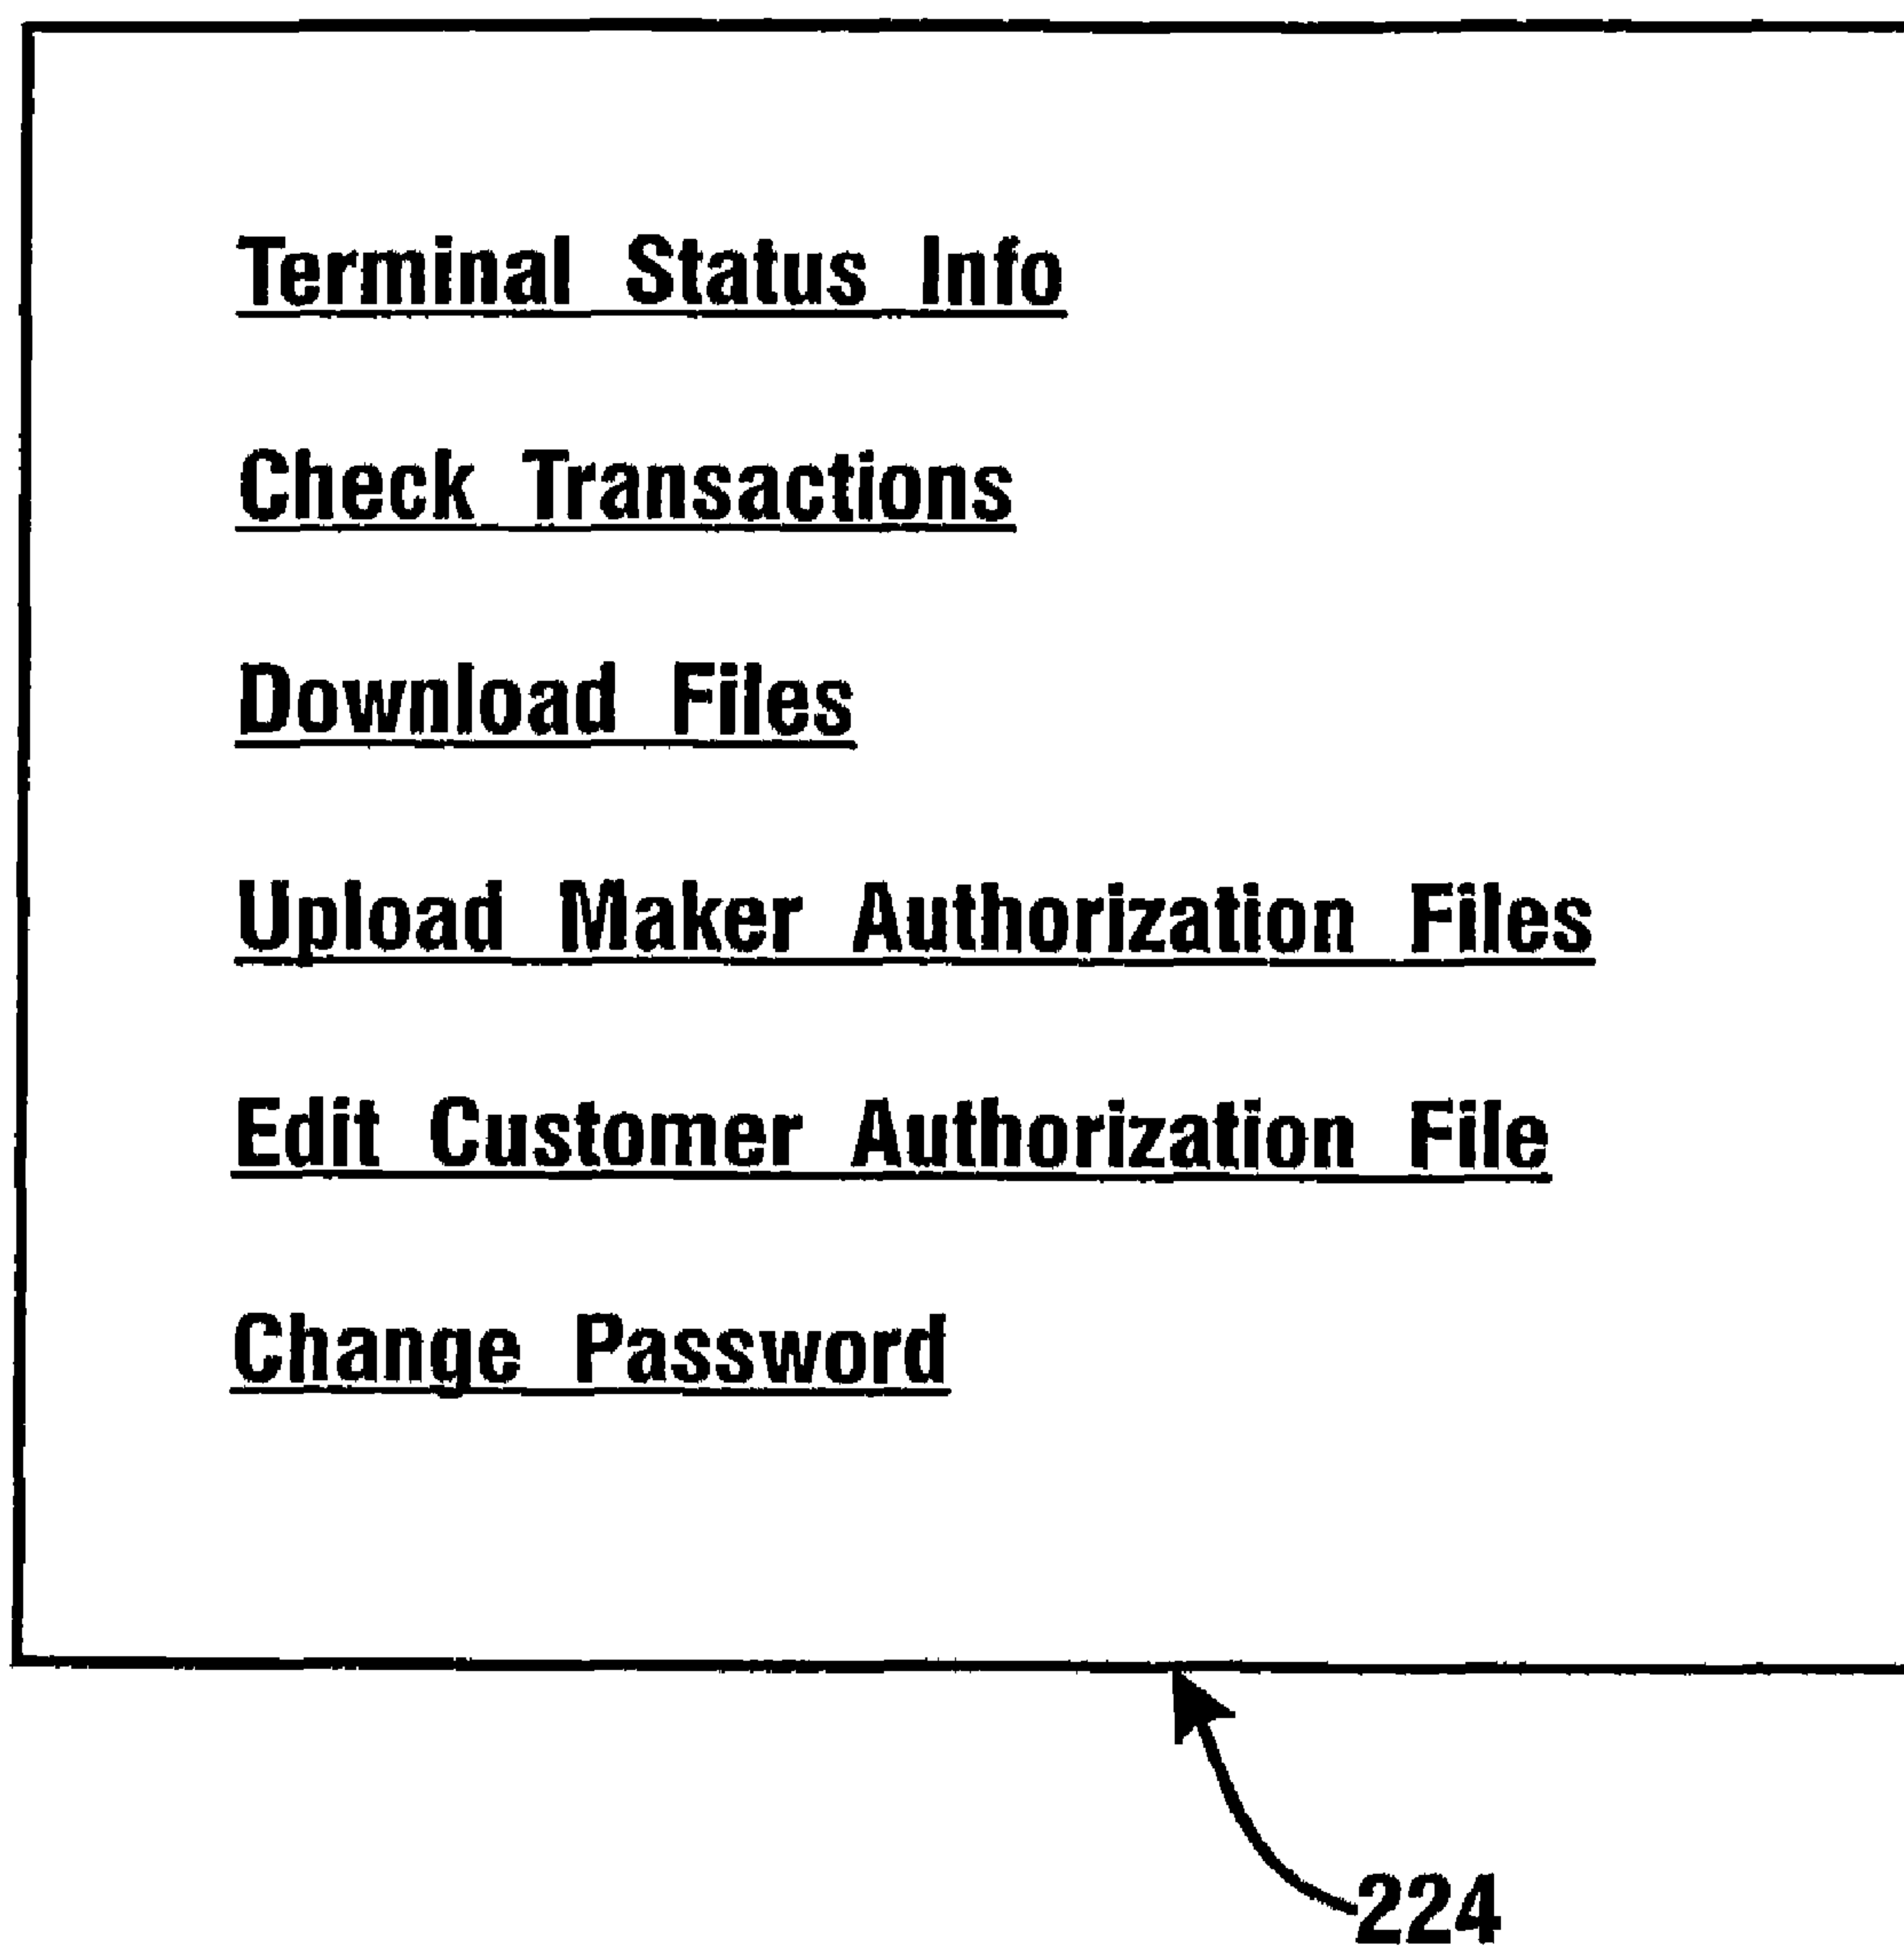 Terminal Status Info
Check Transactions
Download Files
Upload Maker Authorization Files
Edit Customer Authorization File
Change Password
224